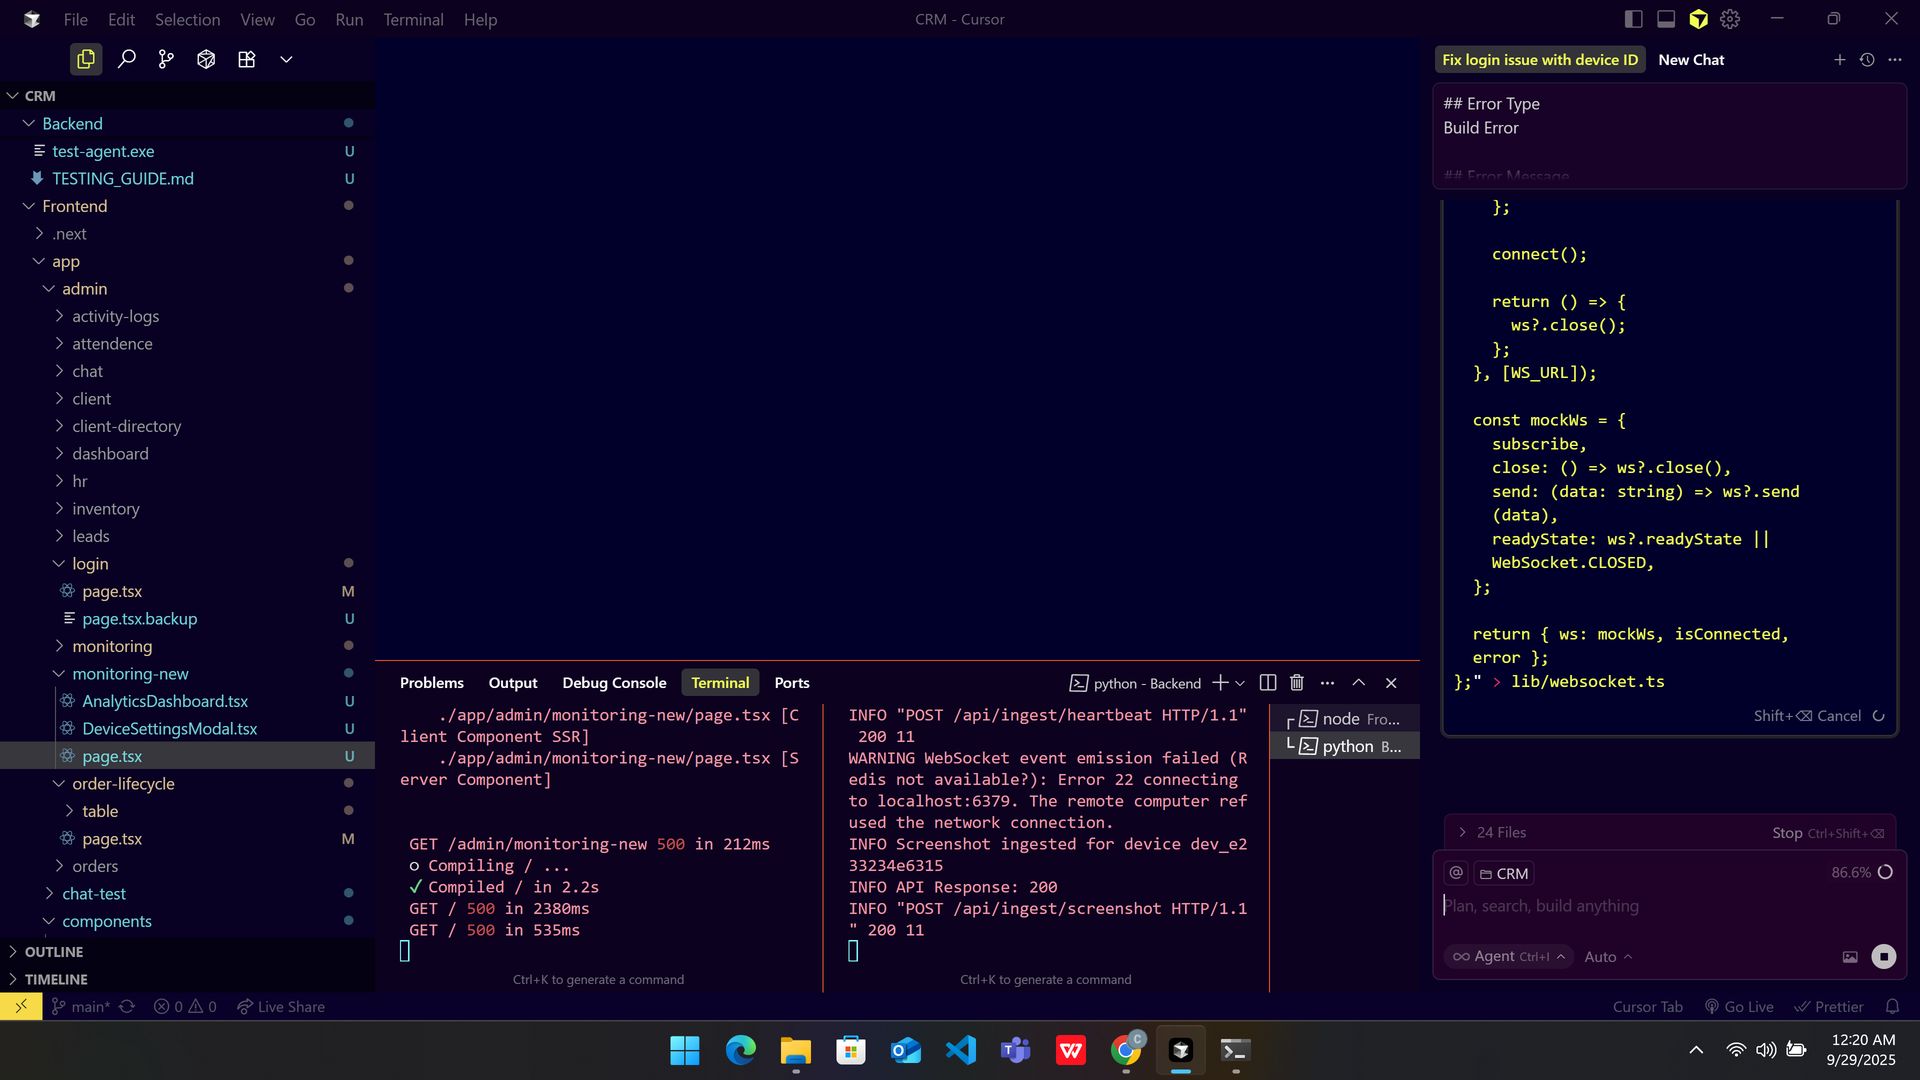 File Edit Selection View Go Run Terminal Help
CRM - Cursor
CRM
Backend
test-agent.exe U
TESTING_GUIDE.md U
Frontend
.next
app
admin
activity-logs
attendence
chat
client
client-directory
dashboard
hr
inventory
leads
login
page.tsx M
page.tsx.backup U
monitoring
monitoring-new
AnalyticsDashboard.tsx U
DeviceSettingsModal.tsx U
page.tsx U
order-lifecycle
table
page.tsx M
orders
chat-test
components
OUTLINE
TIMELINE
Problems Output Debug Console Terminal Ports
python - Backend
./app/admin/monitoring-new/page.tsx [C
lient Component SSR]
./app/admin/monitoring-new/page.tsx [S
erver Component]
GET /admin/monitoring-new 500 in 212ms
○ Compiling / ...
✓ Compiled / in 2.2s
GET / 500 in 2380ms
GET / 500 in 535ms
Ctrl+K to generate a command
INFO "POST /api/ingest/heartbeat HTTP/1.1"
200 11
WARNING WebSocket event emission failed (R
edis not available?): Error 22 connecting
to localhost:6379. The remote computer ref
used the network connection.
INFO Screenshot ingested for device dev_e2
33234e6315
INFO API Response: 200
INFO "POST /api/ingest/screenshot HTTP/1.1
" 200 11
Ctrl+K to generate a command
node Fro...
python B...
Fix login issue with device ID New Chat
## Error Type
Build Error
## Error Message
};
connect();
return () => {
ws?.close();
};
}, [WS_URL]);
const mockWs = {
subscribe,
close: () => ws?.close(),
send: (data: string) => ws?.send
(data),
readyState: ws?.readyState ||
WebSocket.CLOSED,
};
return { ws: mockWs, isConnected,
error };
};" > lib/websocket.ts
Shift+⌫ Cancel
24 Files Stop Ctrl+Shift+⌫
@ CRM 86.6%
Plan, search, build anything
Agent Ctrl+I Auto
main* 0 0 Live Share
Cursor Tab Go Live Prettier
C
12:20 AM
9/29/2025